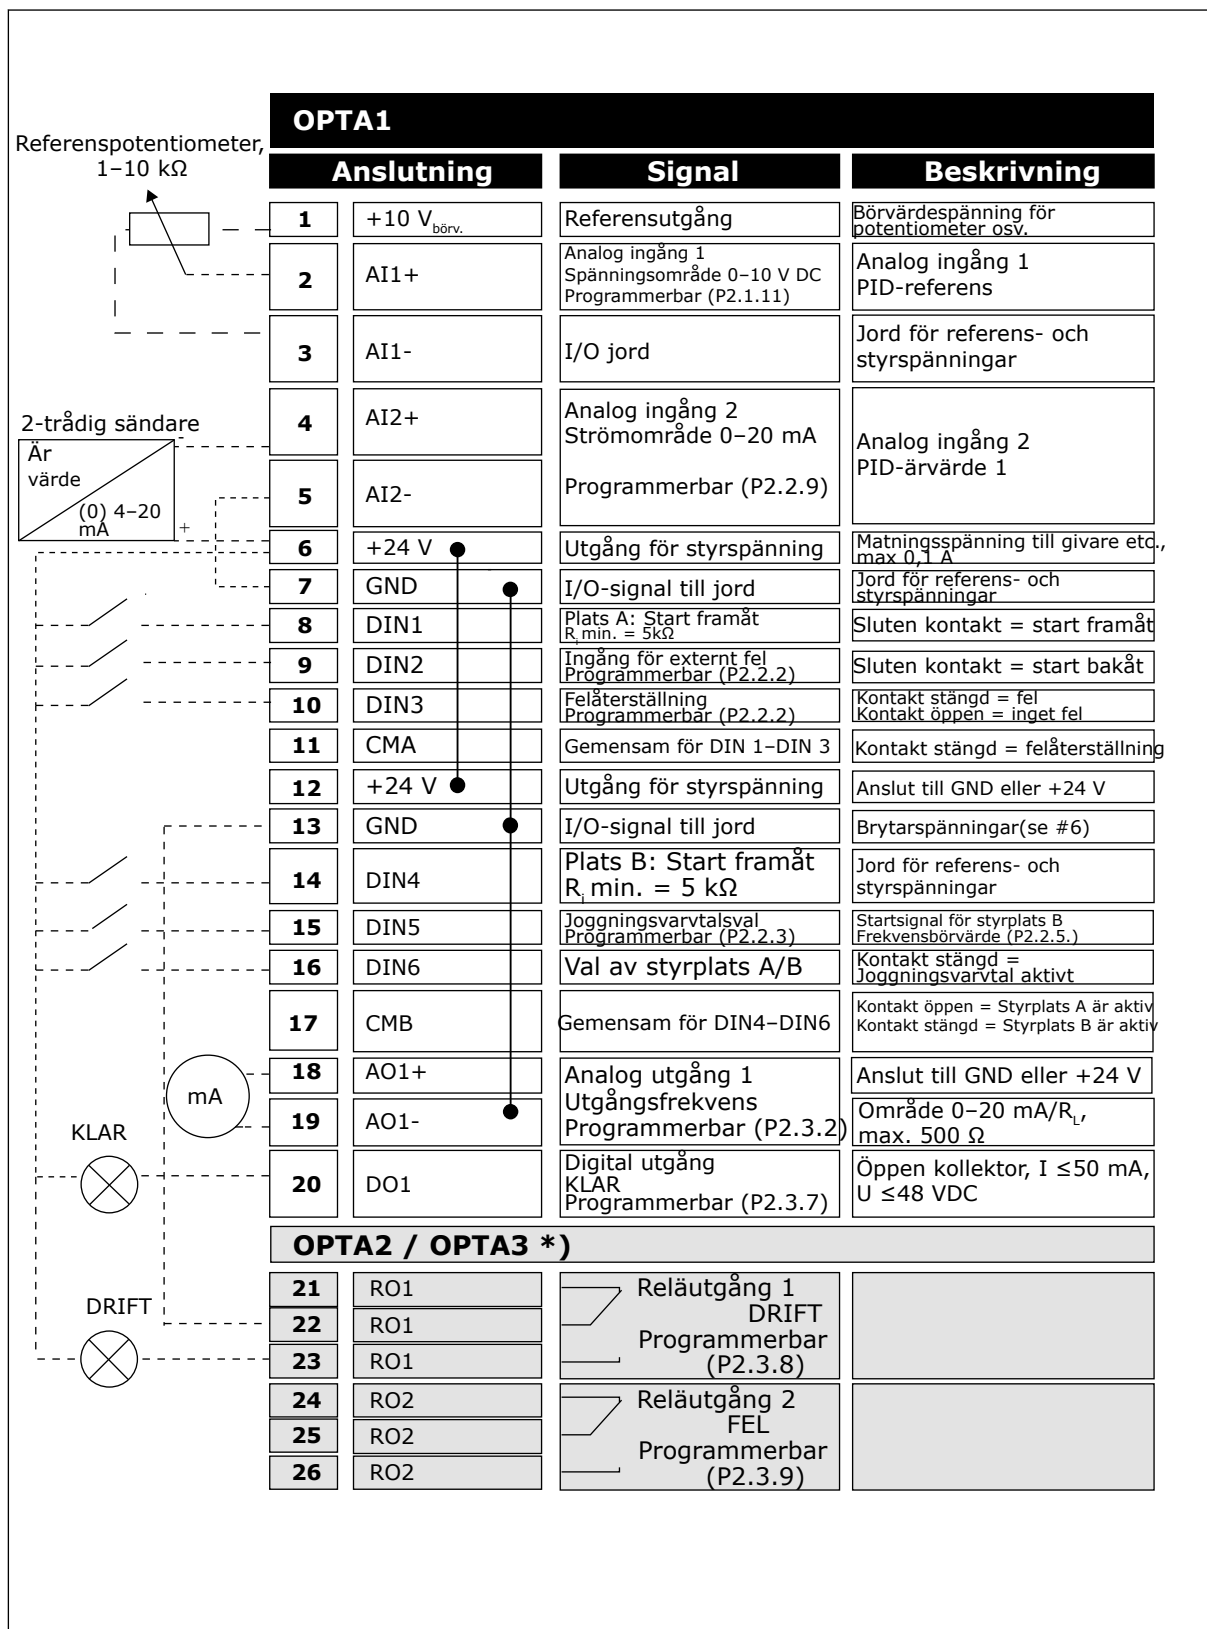 OPTA1
Referenspotentiometer,
1–10 kΩ
Anslutning Signal Beskrivning
1 +10 Vbörv. Referensutgång Börvärdespänning för
potentiometer osv.
2 AI1+ Analog ingång 1
Spänningsområde 0–10 V DC
Programmerbar (P2.1.11)
Analog ingång 1
PID-referens
3 AI1- I/O jord Jord för referens- och
styrspänningar
2-trådig sändare
-
Är
värde
(0) 4–20
mA
+
4 AI2+ Analog ingång 2
Strömområde 0–20 mA
Programmerbar (P2.2.9)
Analog ingång 2
PID-ärvärde 1
5 AI2-
6 +24 V Utgång för styrspänning Matningsspänning till givare etc.,
max 0,1 A
7 GND I/O-signal till jord Jord för referens- och
styrspänningar
8 DIN1 Plats A: Start framåt
Ri min. = 5kΩ
Sluten kontakt = start framåt
9 DIN2 Ingång för externt fel
Programmerbar (P2.2.2)
Sluten kontakt = start bakåt
10 DIN3 Felåterställning
Programmerbar (P2.2.2)
Kontakt stängd = fel
Kontakt öppen = inget fel
11 CMA Gemensam för DIN 1–DIN 3 Kontakt stängd = felåterställning
12 +24 V Utgång för styrspänning Anslut till GND eller +24 V
13 GND I/O-signal till jord Brytarspänningar(se #6)
14 DIN4 Plats B: Start framåt
Ri min. = 5 kΩ
Jord för referens- och
styrspänningar
15 DIN5 Joggningsvarvtalsval
Programmerbar (P2.2.3)
Startsignal för styrplats B
Frekvensbörvärde (P2.2.5.)
16 DIN6 Val av styrplats A/B Kontakt stängd =
Joggningsvarvtal aktivt
17 CMB Gemensam för DIN4–DIN6 Kontakt öppen = Styrplats A är aktiv
Kontakt stängd = Styrplats B är aktiv
mA
18 AO1+ Analog utgång 1
Utgångsfrekvens
Programmerbar (P2.3.2)
Anslut till GND eller +24 V
19 AO1- Område 0–20 mA/RL,
max. 500 Ω
KLAR
20 DO1 Digital utgång
KLAR
Programmerbar (P2.3.7)
Öppen kollektor, I ≤50 mA,
U ≤48 VDC
OPTA2 / OPTA3 *)
DRIFT
21 RO1 Reläutgång 1
22 RO1 DRIFT
Programmerbar
23 RO1 (P2.3.8)
24 RO2 Reläutgång 2
25 RO2 FEL
Programmerbar
26 RO2 (P2.3.9)